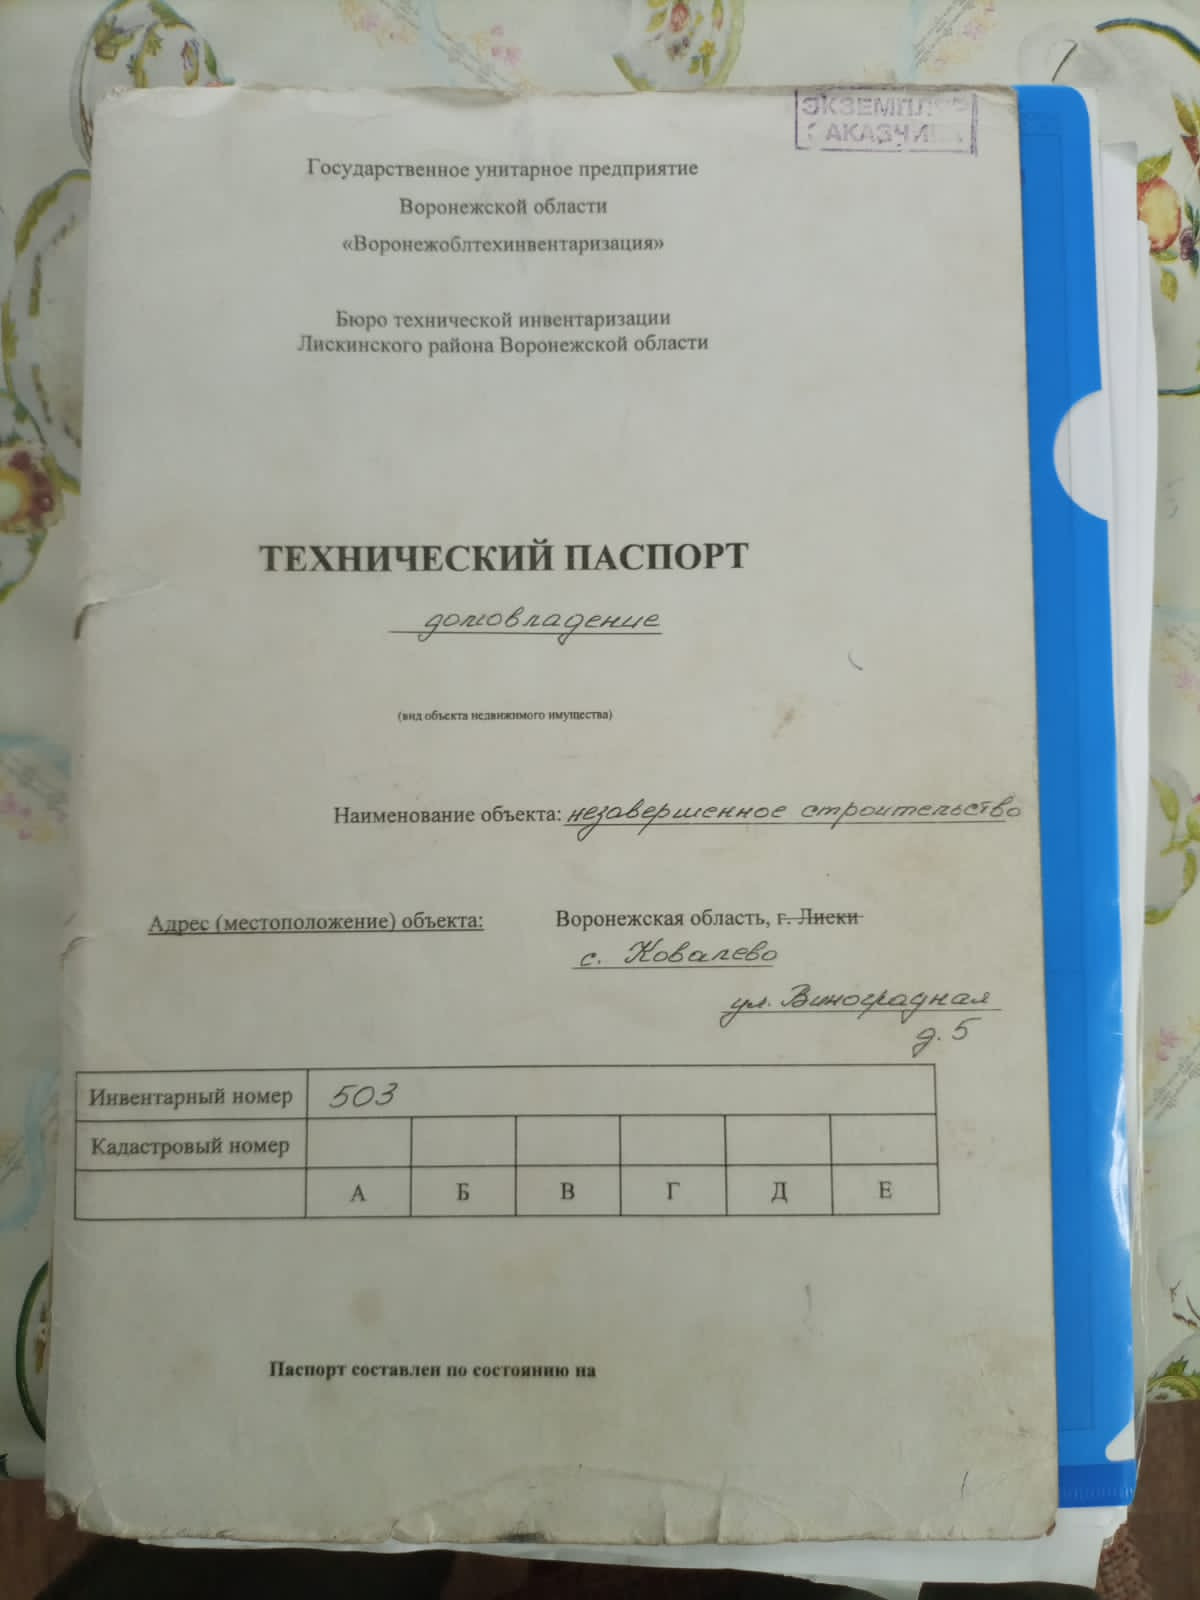 ЭКЗЕМПЛЯР
ЗАКАЗЧИКА
Государственное унитарное предприятие
Воронежской области
«Воронежоблтехинвентаризация»
Бюро технической инвентаризации
Лискинского района Воронежской области
ТЕХНИЧЕСКИЙ ПАСПОРТ
домовладение
(вид объекта недвижимого имущества)
Наименование объекта: незавершенное строительство
Адрес (местоположение) объекта: Воронежская область, г. Лиски
с. Ковалево
ул. Виноградная
д. 5
Инвентарный номер 503
Кадастровый номер
А Б В Г Д Е
Паспорт составлен по состоянию на